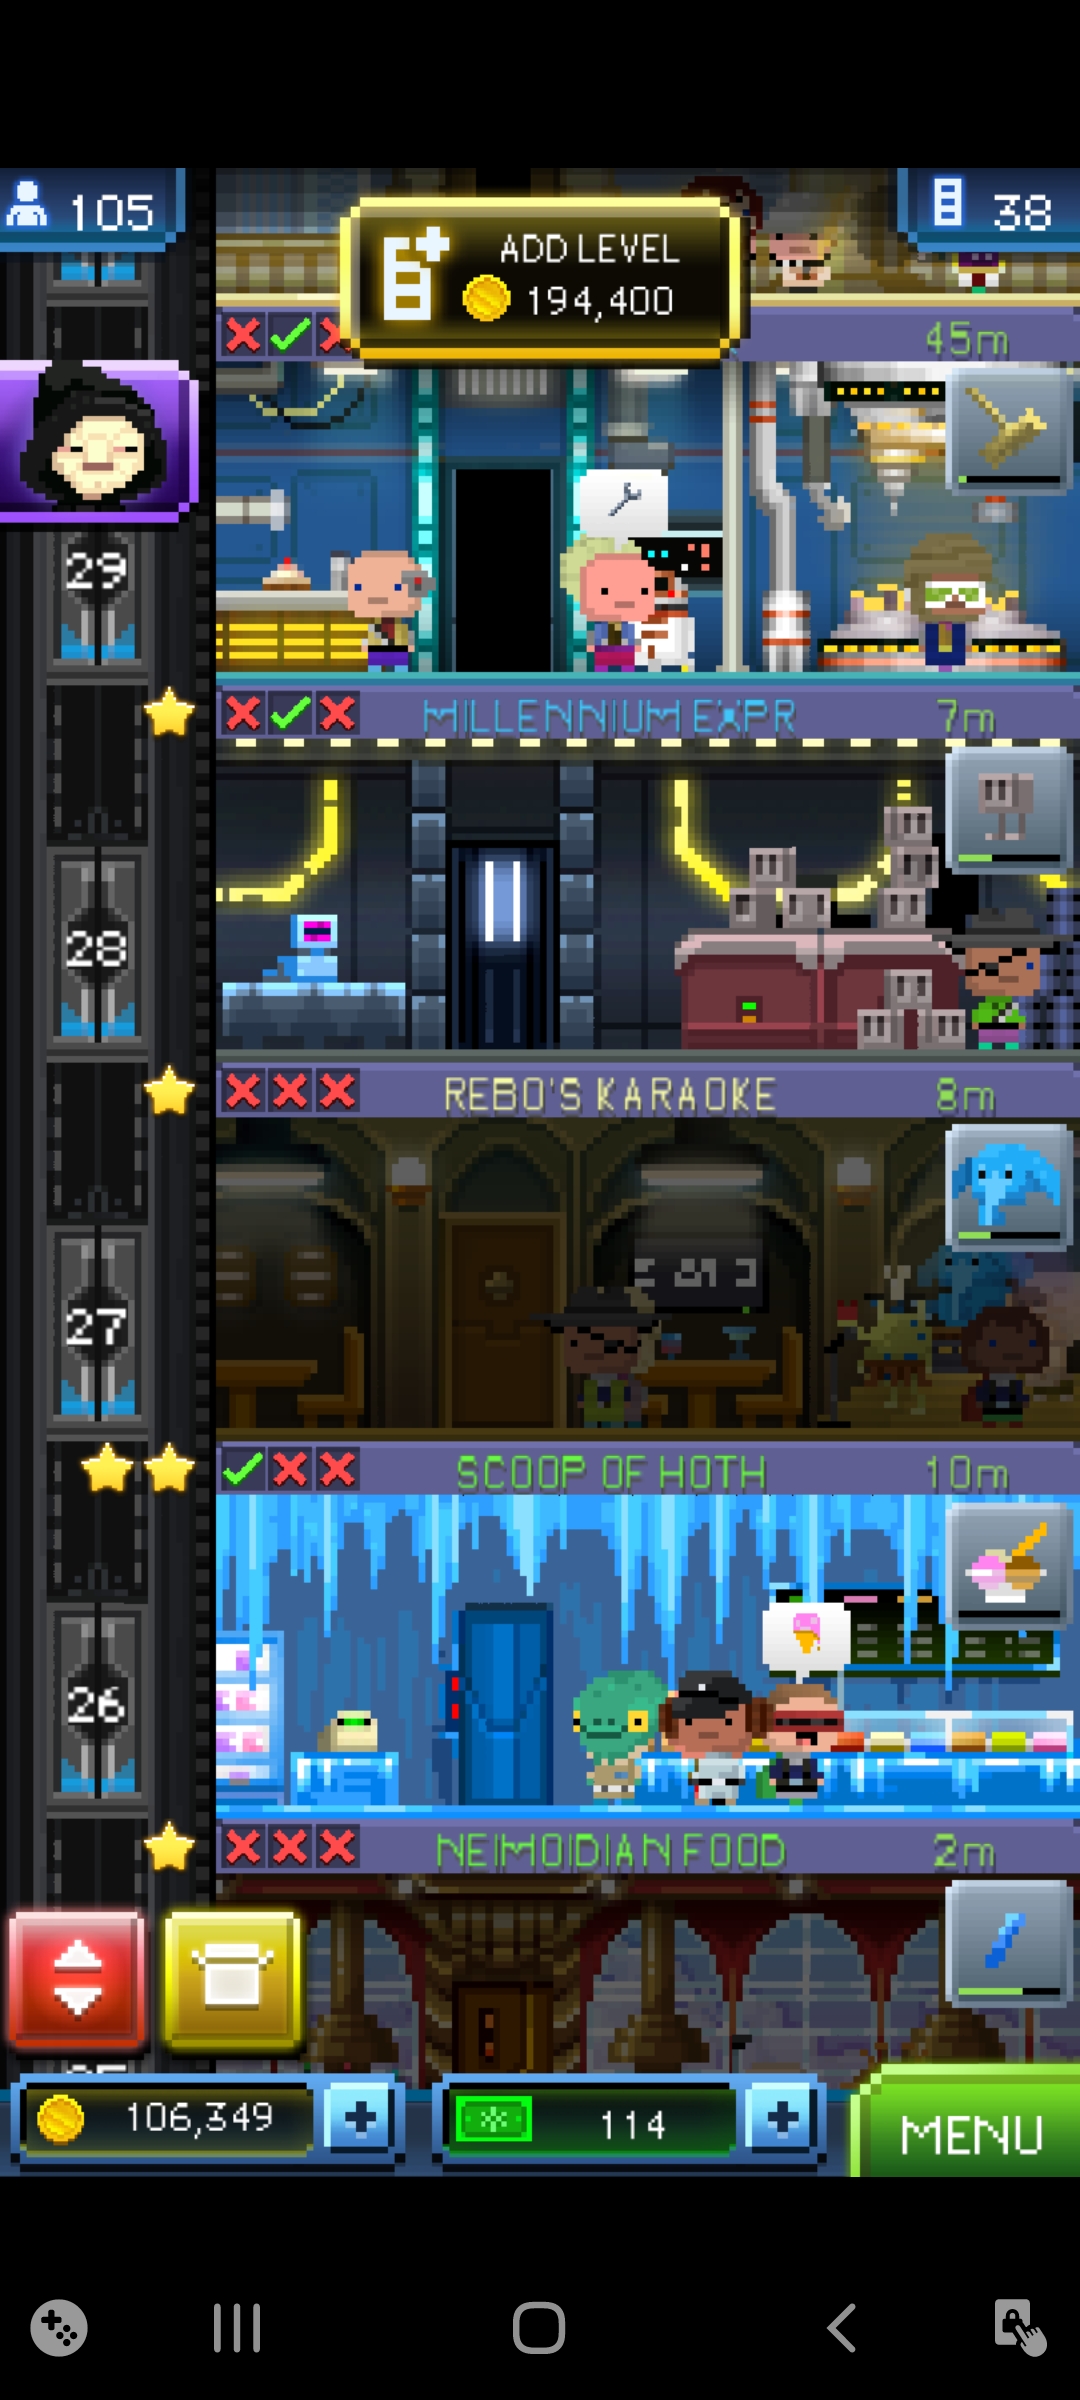 105
38
ADD LEVEL
194,400
45m
29
MILLENNIUM EXPR
7m
28
REBO'S KARAOKE
8m
27
SCOOP OF HOTH
10m
26
NEIMOIDIAN FOOD
2m
106,349
114
MENU